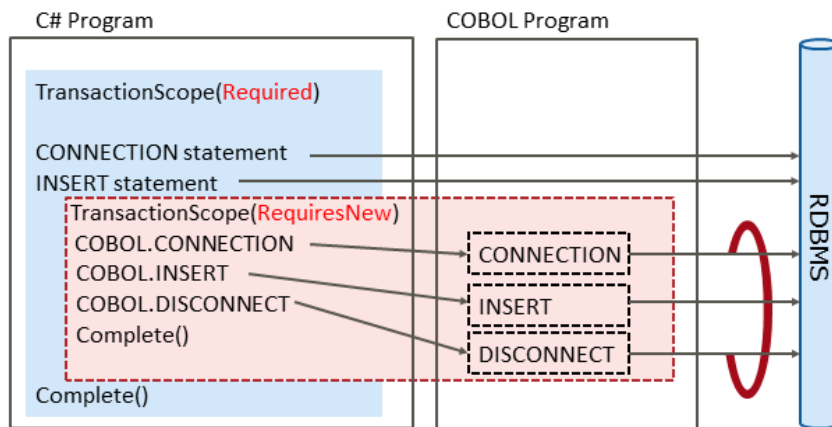 C# Program
COBOL Program
TransactionScope(Required)
CONNECTION statement
INSERT statement
TransactionScope(RequiresNew)
COBOL.CONNECTION
COBOL.INSERT
COBOL.DISCONNECT
Complete()
Complete()
CONNECTION
INSERT
DISCONNECT
RDBMS